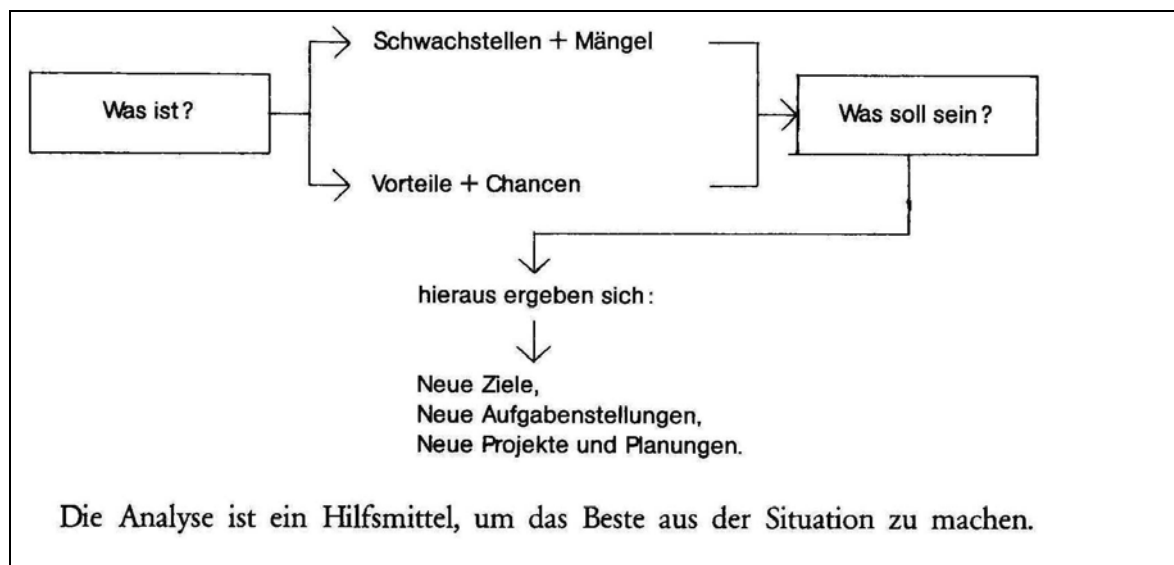 Schwachstellen + Mängel
Was ist?
Was soll sein?
Vorteile + Chancen
hieraus ergeben sich:
Neue Ziele,
Neue Aufgabenstellungen,
Neue Projekte und Planungen.
Die Analyse ist ein Hilfsmittel, um das Beste aus der Situation zu machen.